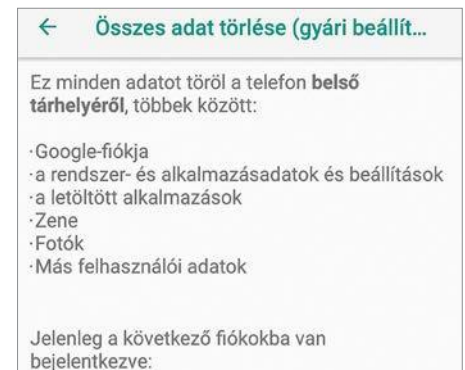 ← Összes adat törlése (gyári beállít...
Ez minden adatot töröl a telefon belső
tárhelyéről, többek között:
·Google-fiókja
·a rendszer- és alkalmazásadatok és beállítások
·a letöltött alkalmazások
·Zene
·Fotók
·Más felhasználói adatok
Jelenleg a következő fiókokba van
bejelentkezve: